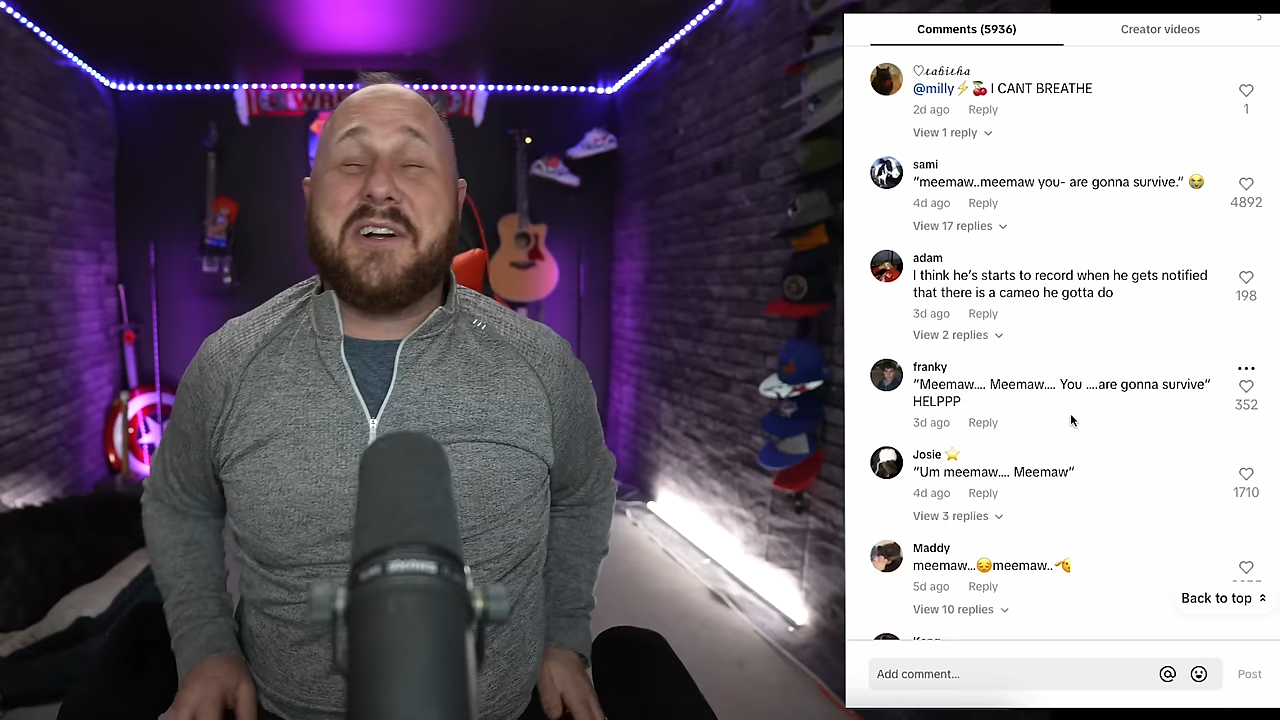 Comments (5936)
Creator videos
♡𝓽𝓪𝓫𝓲𝓽𝓱𝓪
@milly⚡🍒 I CANT BREATHE
1
2d ago Reply
View 1 reply
sami
"meemaw..meemaw you- are gonna survive." 😭
4892
4d ago Reply
View 17 replies
adam
I think he's starts to record when he gets notified
that there is a cameo he gotta do
198
3d ago Reply
View 2 replies
franky
"Meemaw.... Meemaw.... You ....are gonna survive"
HELPPP
352
3d ago Reply
Josie ⭐
"Um meemaw.... Meemaw"
1710
4d ago Reply
View 3 replies
Maddy
meemaw...😔meemaw..🫡
5d ago Reply
View 10 replies
Back to top
Add comment...
Post